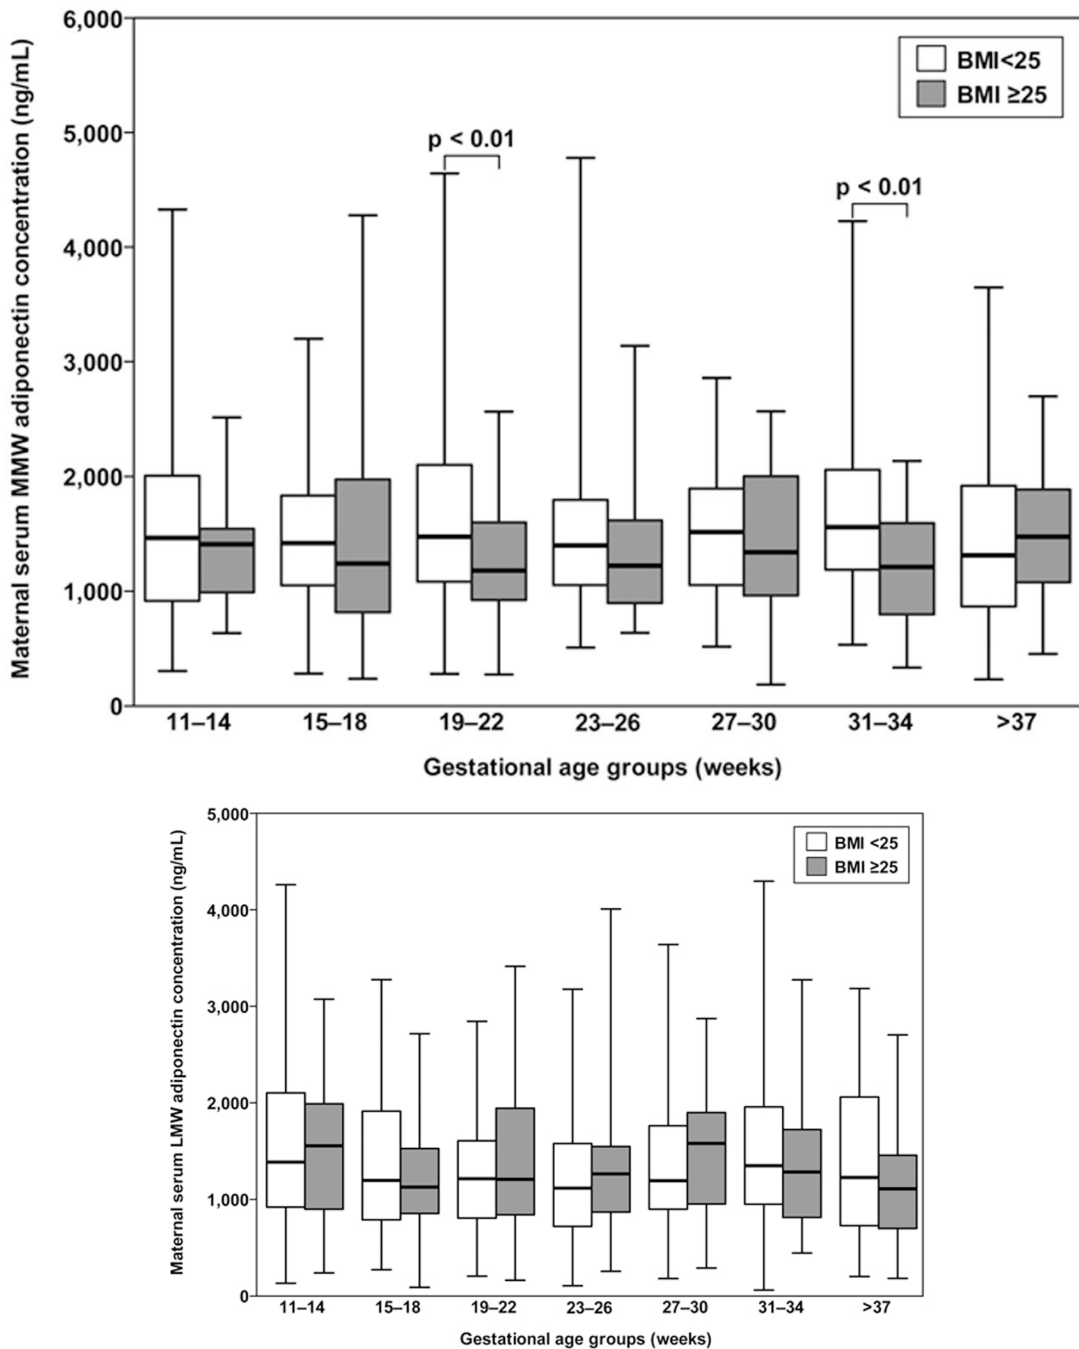 6,000
5,000
4,000
3,000
2,000
1,000
0
Maternal serum MMW adiponectin concentration (ng/mL)
BMI<25
BMI ≥25
p < 0.01
p < 0.01
11–14 15–18 19–22 23–26 27–30 31–34 >37
Gestational age groups (weeks)
5,000
4,000
3,000
2,000
1,000
0
Maternal serum LMW adiponectin concentration (ng/mL)
BMI <25
BMI ≥25
11–14 15–18 19–22 23–26 27–30 31–34 >37
Gestational age groups (weeks)